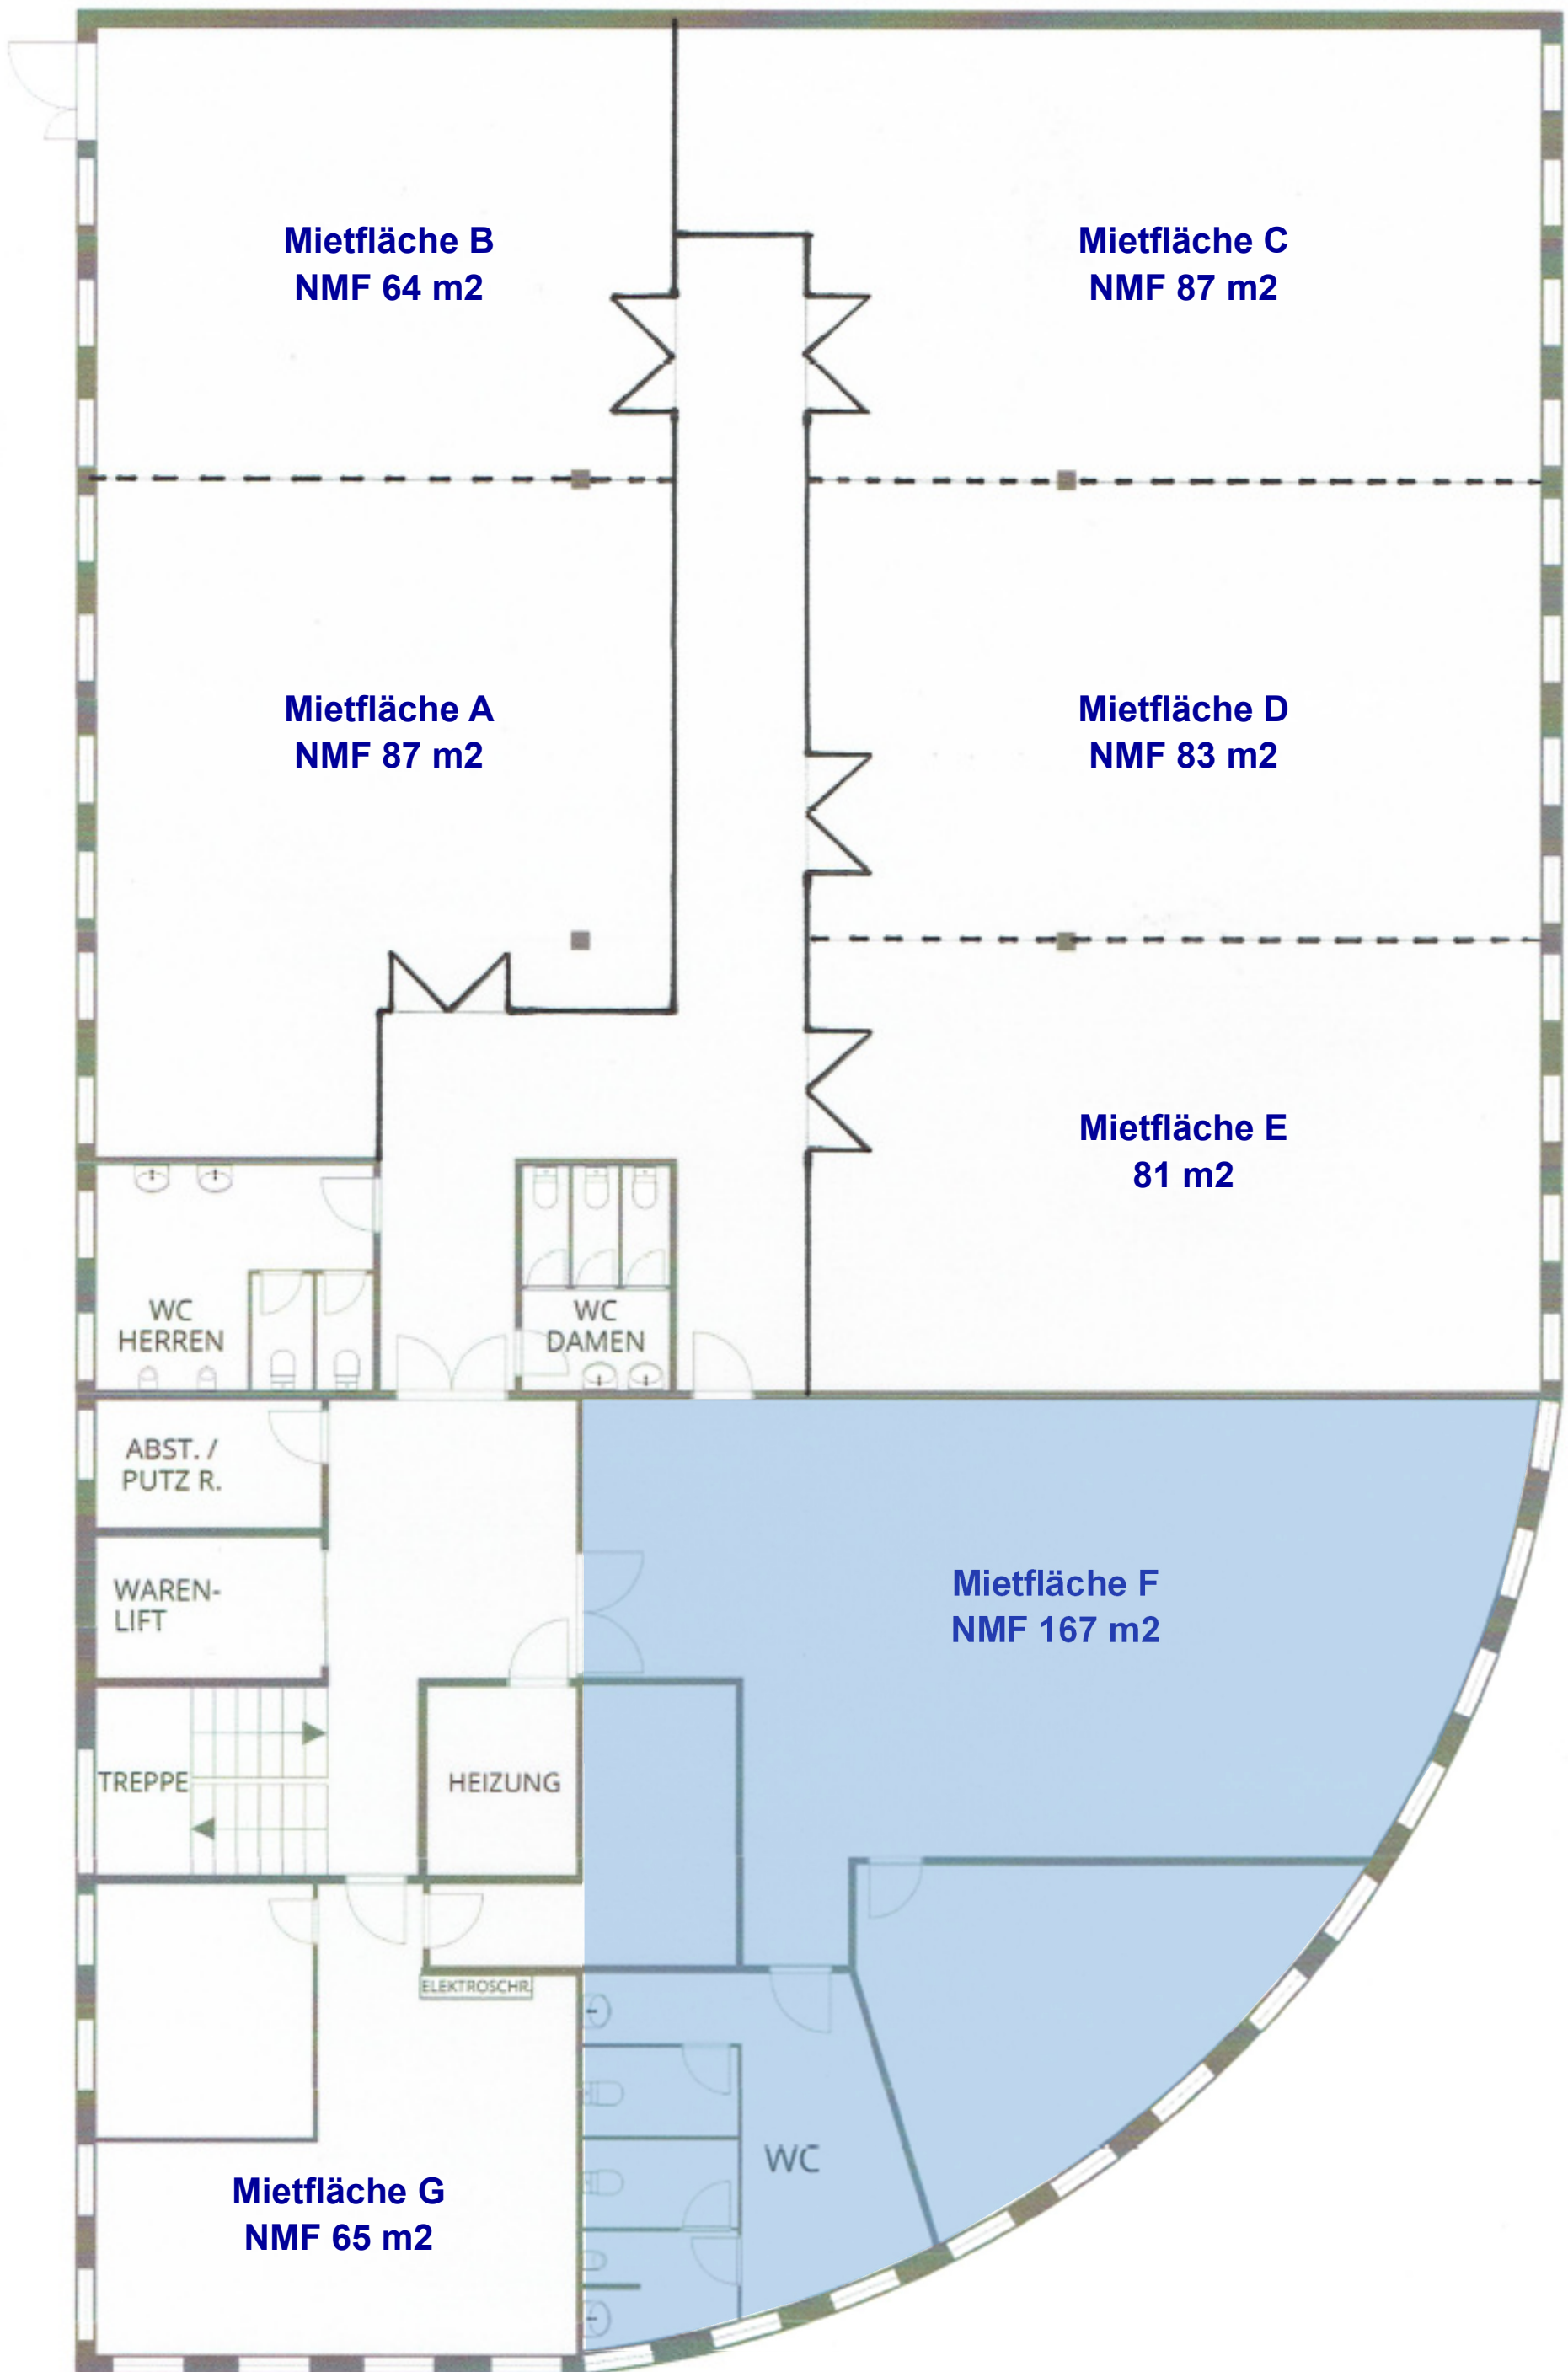 Mietfläche B
NMF 64 m2
Mietfläche C
NMF 87 m2
Mietfläche A
NMF 87 m2
Mietfläche D
NMF 83 m2
Mietfläche E
81 m2
WC
HERREN
WC
DAMEN
ABST. /
PUTZ R.
WAREN-
LIFT
Mietfläche F
NMF 167 m2
TREPPE
HEIZUNG
ELEKTROSCHR.
WC
Mietfläche G
NMF 65 m2